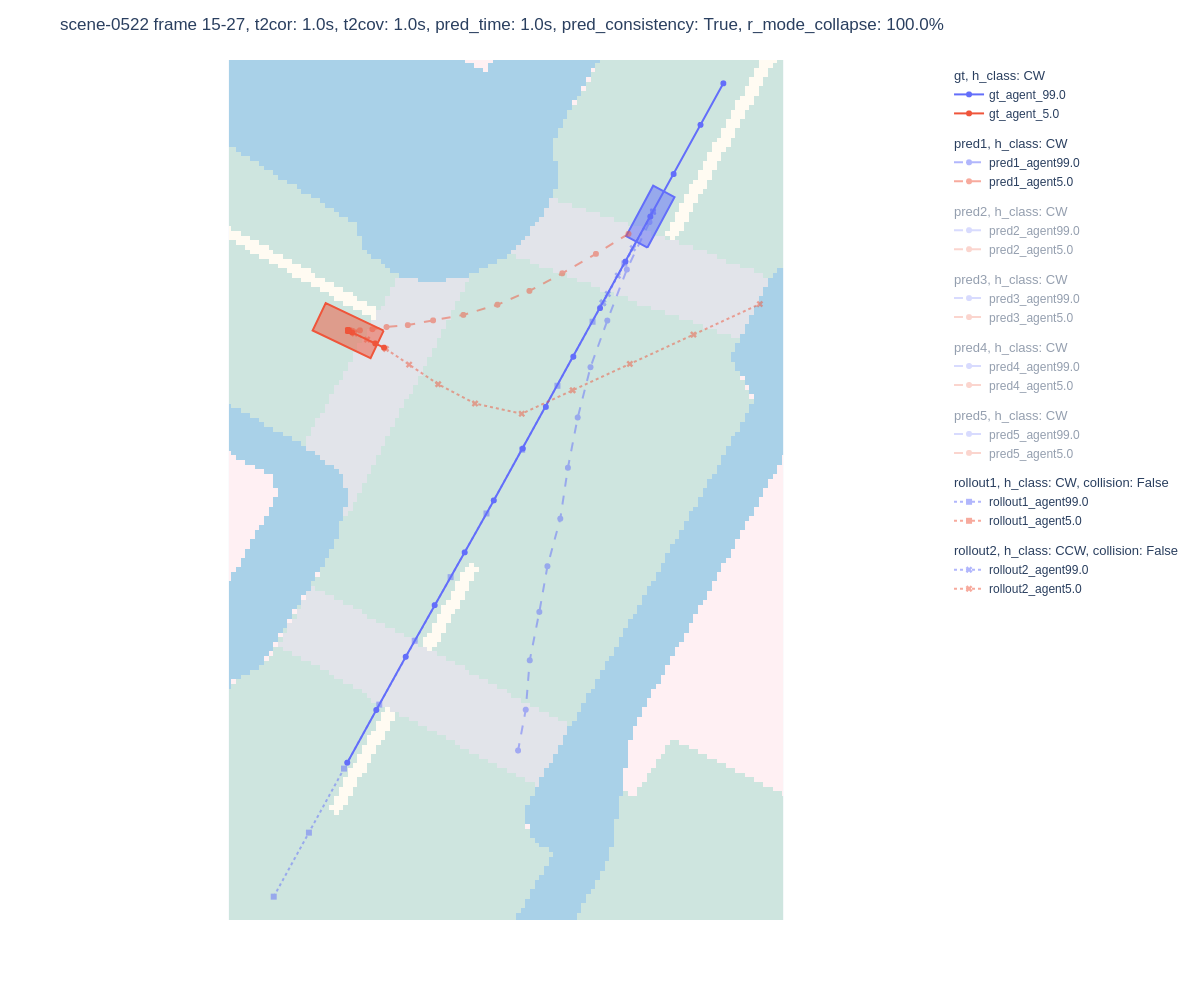 scene-0522 frame 15-27, t2cor: 1.0s, t2cov: 1.0s, pred_time: 1.0s, pred_consistency: True, r_mode_collapse: 100.0%
gt, h_class: CW
gt_agent_99.0
gt_agent_5.0
pred1, h_class: CW
pred1_agent99.0
pred1_agent5.0
pred2, h_class: CW
pred2_agent99.0
pred2_agent5.0
pred3, h_class: CW
pred3_agent99.0
pred3_agent5.0
pred4, h_class: CW
pred4_agent99.0
pred4_agent5.0
pred5, h_class: CW
pred5_agent99.0
pred5_agent5.0
rollout1, h_class: CW, collision: False
rollout1_agent99.0
rollout1_agent5.0
rollout2, h_class: CCW, collision: False
rollout2_agent99.0
rollout2_agent5.0